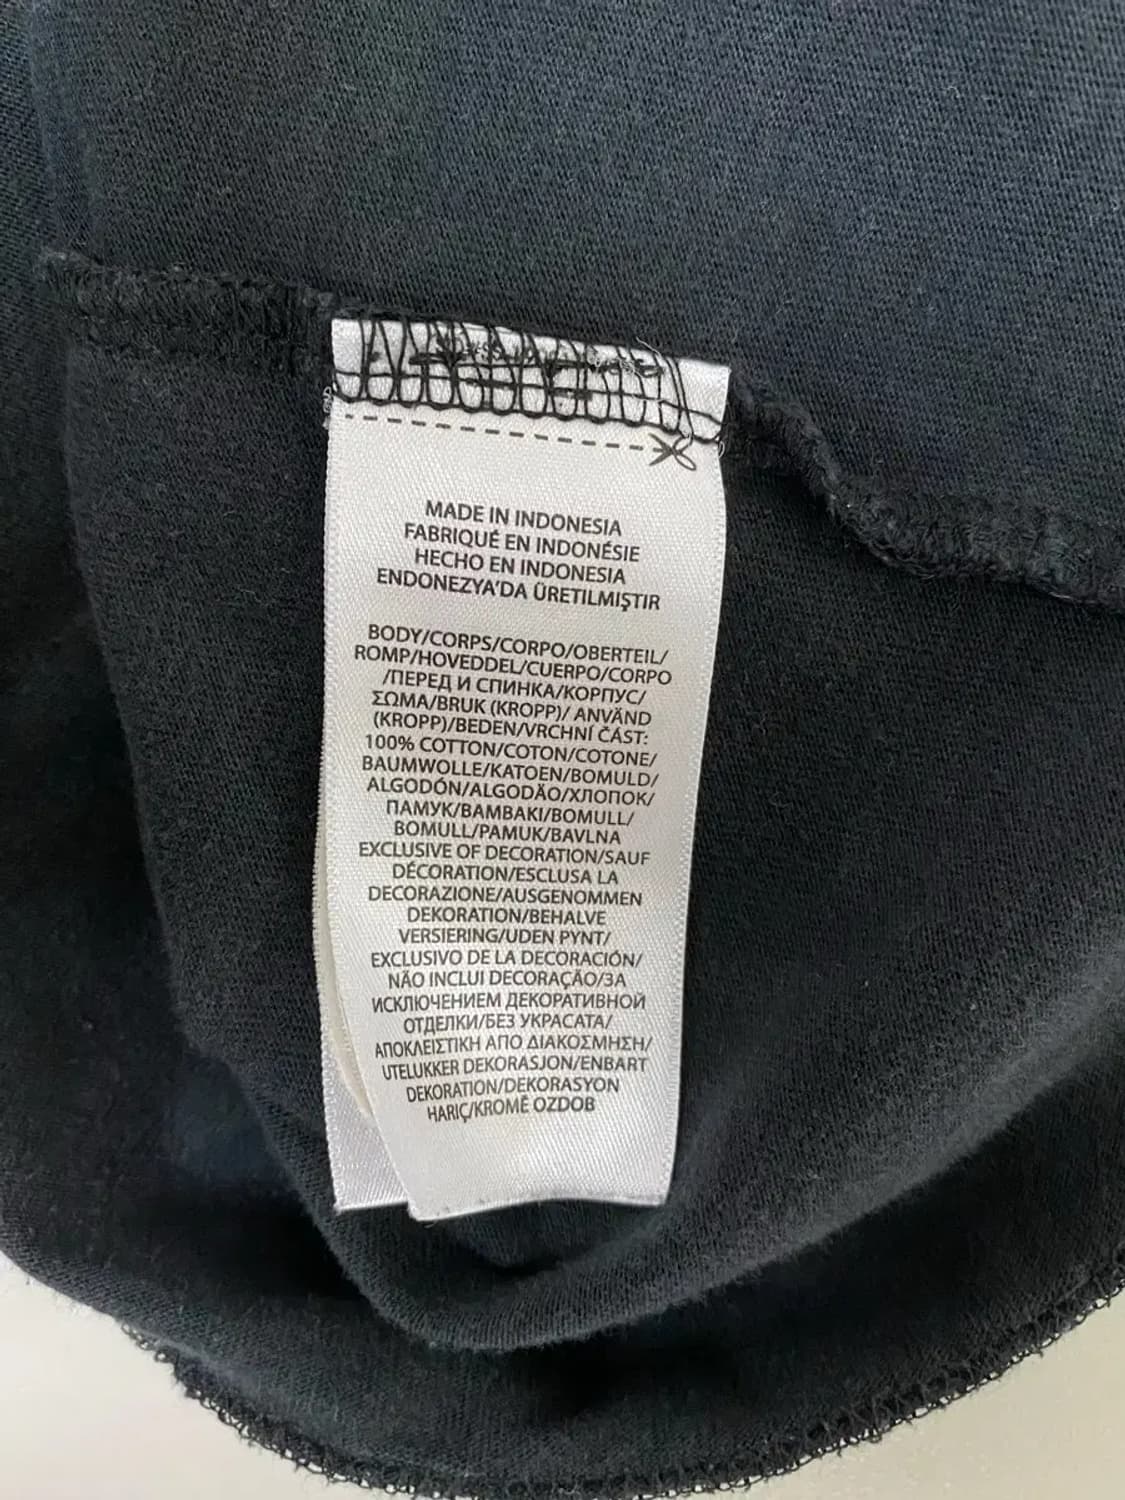 MADE IN INDONESIA
FABRIQUÉ EN INDONÉSIE
HECHO EN INDONESIA
ENDONEZYA'DA ÜRETILMIŞTIR
BODY/CORPS/CORPO/OBERTEIL/
ROMP/HOVEDDEL/CUERPO/CORPO
/ПЕРЕД И СПИНКА/КОРПУС/
ΣΩΜΑ/BRUK (KROPP)/ ANVÄND
(KROPP)/BEDEN/VRCHNÍ ČÁST:
100% COTTON/COTON/COTONE/
BAUMWOLLE/KATOEN/BOMULD/
ALGODÓN/ALGODÃO/ХЛОПОК/
ПАМУК/BAMBAKI/BOMULL/
BOMULL/PAMUK/BAVLNA
EXCLUSIVE OF DECORATION/SAUF
DÉCORATION/ESCLUSA LA
DECORAZIONE/AUSGENOMMEN
DEKORATION/BEHALVE
VERSIERING/UDEN PYNT/
EXCLUSIVO DE LA DECORACIÓN/
NÃO INCLUI DECORAÇÃO/ЗА
ИСКЛЮЧЕНИЕМ ДЕКОРАТИВНОЙ
ОТДЕЛКИ/БЕЗ УКРАСАТА/
ΑΠΟΚΛΕΙΣΤΙΚΗ ΑΠΟ ΔΙΑΚΟΣΜΗΣΗ/
UTELUKKER DEKORASJON/ENBART
DEKORATION/DEKORASYON
HARIÇ/KROMĚ OZDOB